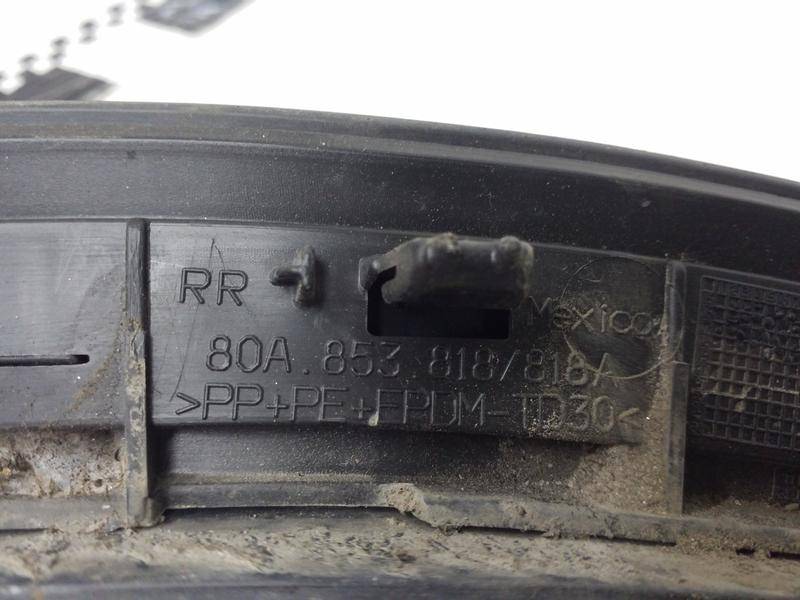 RR
Mexico
80A.853.818/818A
>PP+PE+EPDM-TD30<